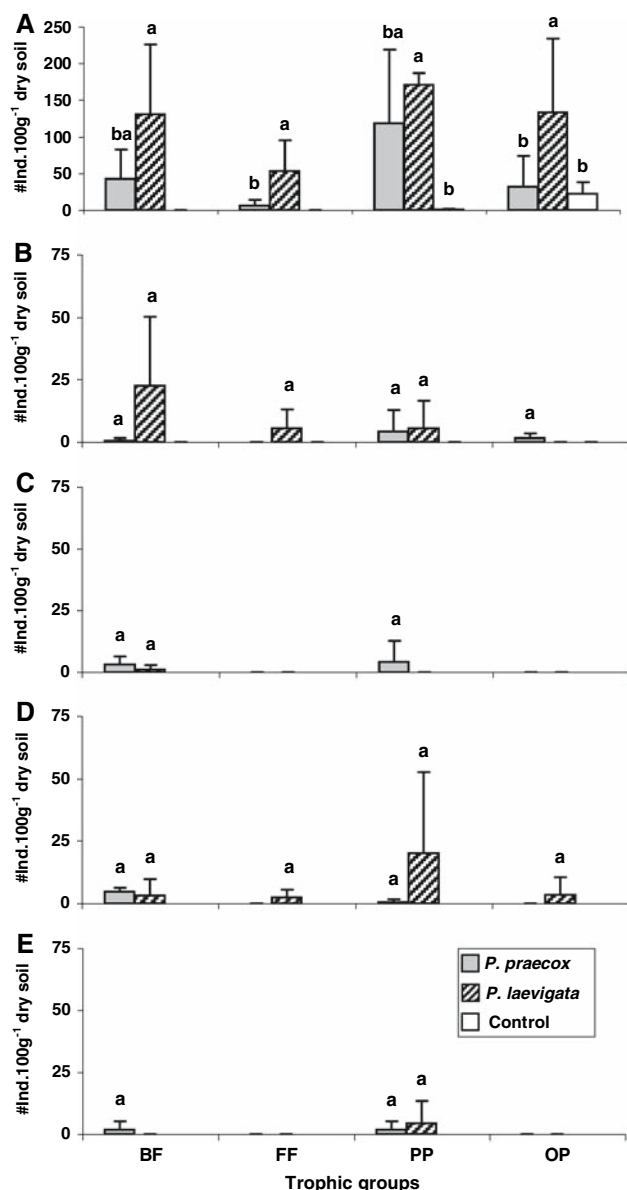 A
#Ind.100g⁻¹ dry soil
250
200
150
100
50
0
ba
a
b
a
ba
a
b
b
a
b
B
#Ind.100g⁻¹ dry soil
75
50
25
0
a
a
a
a
a
a
C
#Ind.100g⁻¹ dry soil
75
50
25
0
a
a
a
D
#Ind.100g⁻¹ dry soil
75
50
25
0
a
a
a
a
a
a
E
#Ind.100g⁻¹ dry soil
75
50
25
0
a
a
a
P. praecox
P. laevigata
Control
BF
FF
PP
OP
Trophic groups